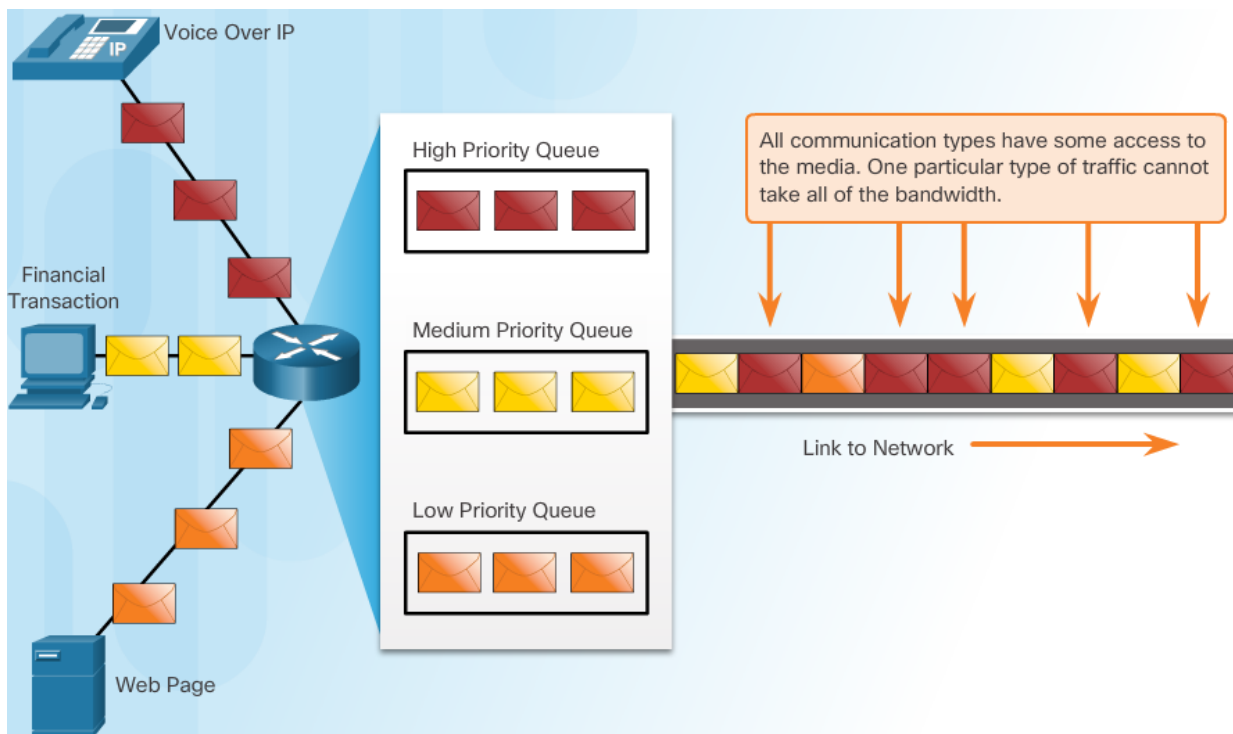 Voice Over IP
IP
High Priority Queue
All communication types have some access to
the media. One particular type of traffic cannot
take all of the bandwidth.
Financial
Transaction
Medium Priority Queue
Link to Network
Low Priority Queue
Web Page